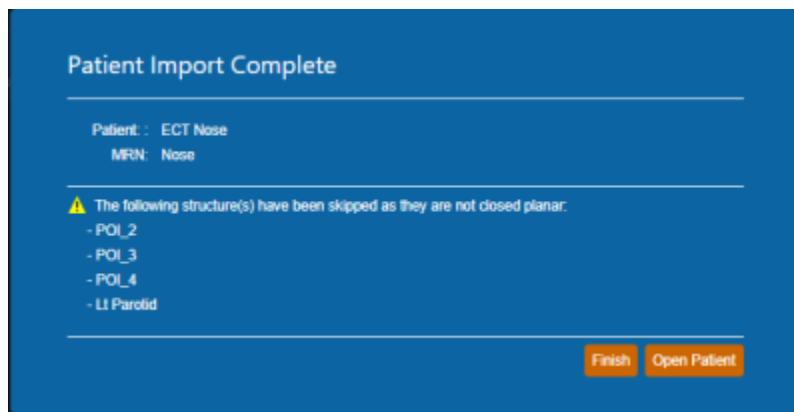 Patient Import Complete
Patient: : ECT Nose
MRN: Nose
The following structure(s) have been skipped as they are not closed planar:
- POI_2
- POI_3
- POI_4
- Lt Parotid
Finish Open Patient